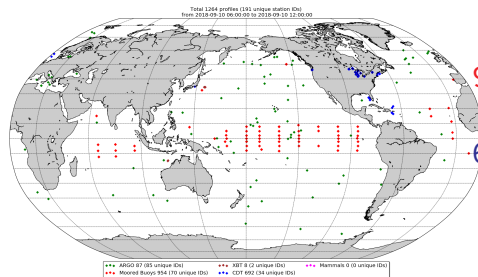 Total 1264 profiles (191 unique station IDs)
from 2018-09-10 06:00:00 to 2018-09-10 12:00:00
ARGO 87 (85 unique IDs)
XBT 8 (2 unique IDs)
Mammals 0 (0 unique IDs)
Moored Buoys 954 (70 unique IDs)
CDT 692 (34 unique IDs)